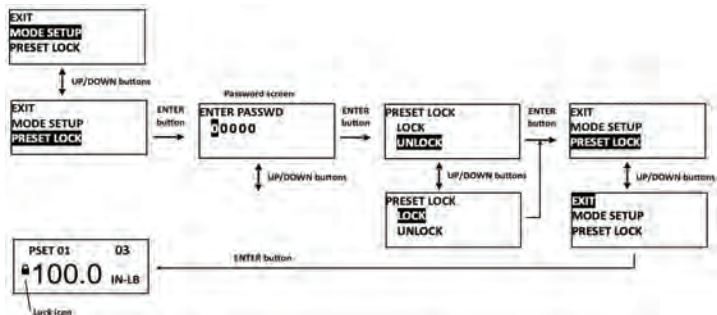 EXIT
MODE SETUP
PRESET LOCK
UP/DOWN buttons
EXIT
MODE SETUP
PRESET LOCK
ENTER
button
Password screen
ENTER PASSWD
00000
UP/DOWN buttons
ENTER
button
PRESET LOCK
LOCK
UNLOCK
UP/DOWN buttons
PRESET LOCK
LOCK
UNLOCK
ENTER
button
EXIT
MODE SETUP
PRESET LOCK
UP/DOWN buttons
EXIT
MODE SETUP
PRESET LOCK
ENTER button
PSET 01 03
100.0 IN-LB
Lock icon